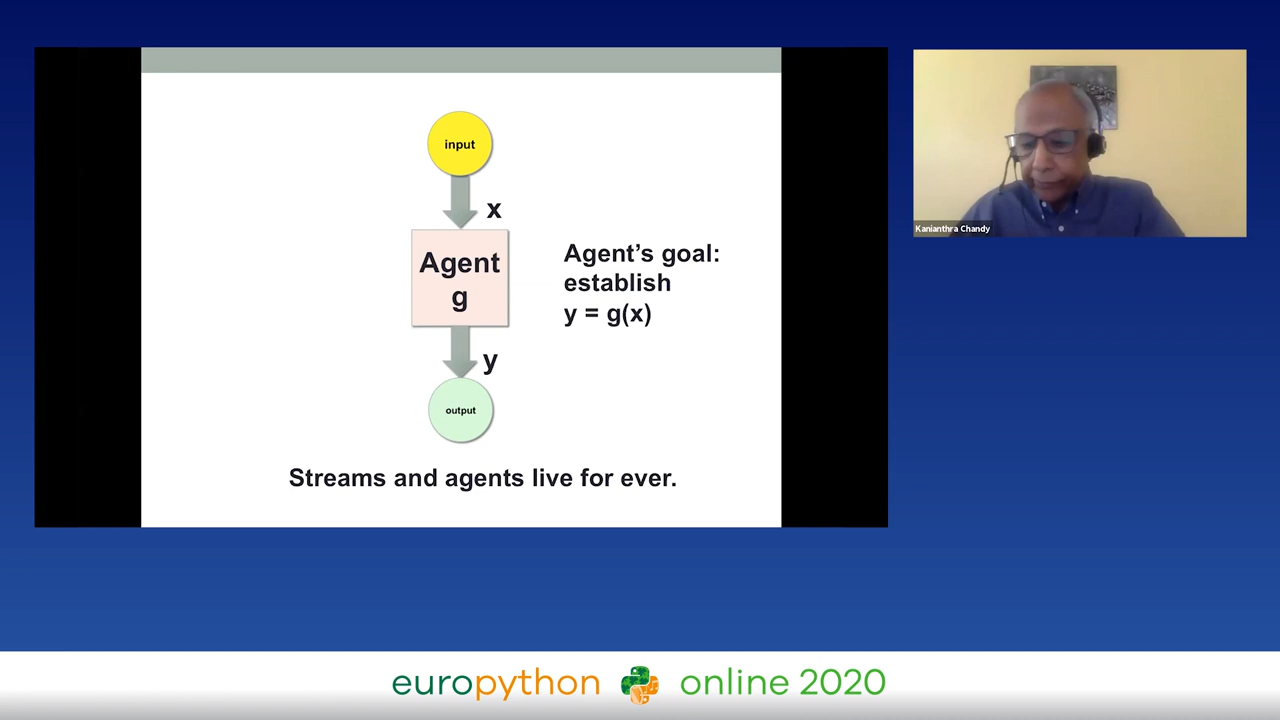 input
x
Agent
g
Agent’s goal:
establish
y = g(x)
y
output
Streams and agents live for ever.
Kanianthra Chandy
europython online 2020